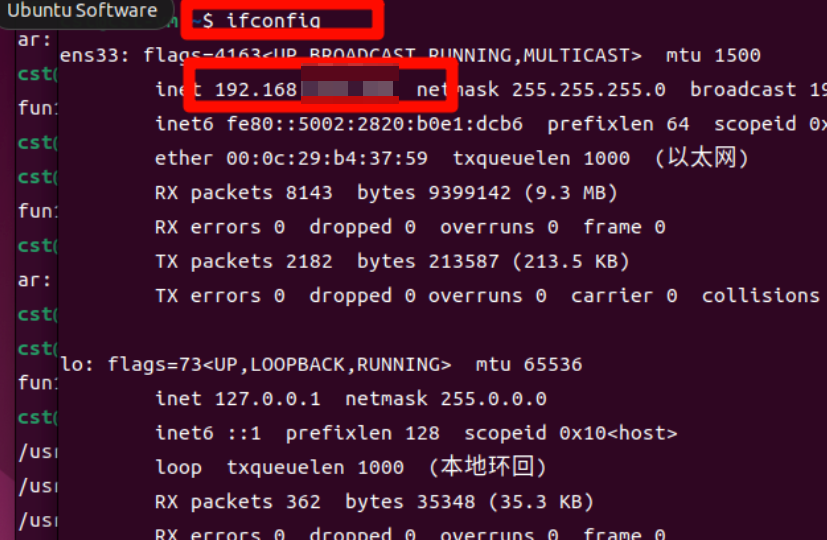 Ubuntu Software
~$ ifconfig
ar:
ens33: flags=4163<UP,BROADCAST,RUNNING,MULTICAST>  mtu 1500
cst@
inet 192.168  netmask 255.255.255.0  broadcast 19
fun1
inet6 fe80::5002:2820:b0e1:dcb6  prefixlen 64  scopeid 0x
cst@
ether 00:0c:29:b4:37:59  txqueuelen 1000  (以太网)
cst@
RX packets 8143  bytes 9399142 (9.3 MB)
fun1
RX errors 0  dropped 0  overruns 0  frame 0
cst@
TX packets 2182  bytes 213587 (213.5 KB)
ar:
TX errors 0  dropped 0 overruns 0  carrier 0  collisions
cst@
cst@
lo: flags=73<UP,LOOPBACK,RUNNING>  mtu 65536
fun1
inet 127.0.0.1  netmask 255.0.0.0
cst@
inet6 ::1  prefixlen 128  scopeid 0x10<host>
/usr
loop  txqueuelen 1000  (本地环回)
/usr
RX packets 362  bytes 35348 (35.3 KB)
/usr
RX errors 0  dropped 0  overruns 0  frame 0